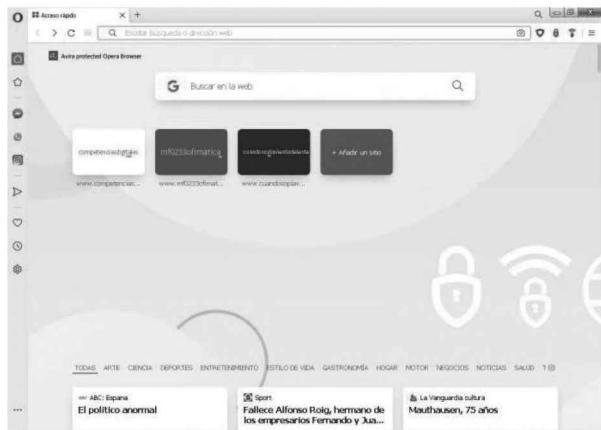 Acceso rápido
Escribir búsqueda o dirección web
Avira protected Opera Browser
Buscar en la web
competenciasdigitales
mf0233ofimatica
+ Añadir un sitio
www.competencias...
www.mf0233ofimat...
www.cuandosoplav...
TODAS ARTE CIENCIA DEPORTES ENTRETENIMIENTO ESTILO DE VIDA GASTRONOMÍA HOGAR MOTOR NEGOCIOS NOTICIAS SALUD T
ABC: Espana
El político anormal
Sport
Fallece Alfonso Roig, hermano de
los empresarios Fernando y Jua...
La Vanguardia cultura
Mauthausen, 75 años